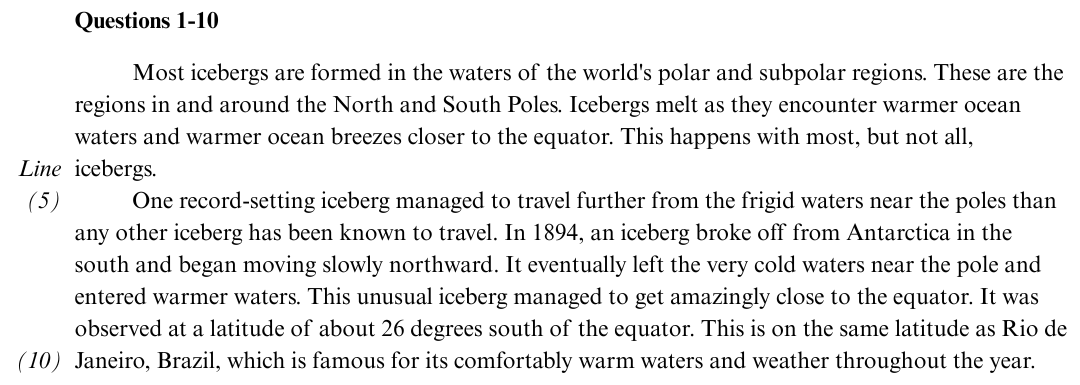 Questions 1-10
Most icebergs are formed in the waters of the world's polar and subpolar regions. These are the
regions in and around the North and South Poles. Icebergs melt as they encounter warmer ocean
waters and warmer ocean breezes closer to the equator. This happens with most, but not all,
Line icebergs.
(5) One record-setting iceberg managed to travel further from the frigid waters near the poles than
any other iceberg has been known to travel. In 1894, an iceberg broke off from Antarctica in the
south and began moving slowly northward. It eventually left the very cold waters near the pole and
entered warmer waters. This unusual iceberg managed to get amazingly close to the equator. It was
observed at a latitude of about 26 degrees south of the equator. This is on the same latitude as Rio de
(10) Janeiro, Brazil, which is famous for its comfortably warm waters and weather throughout the year.